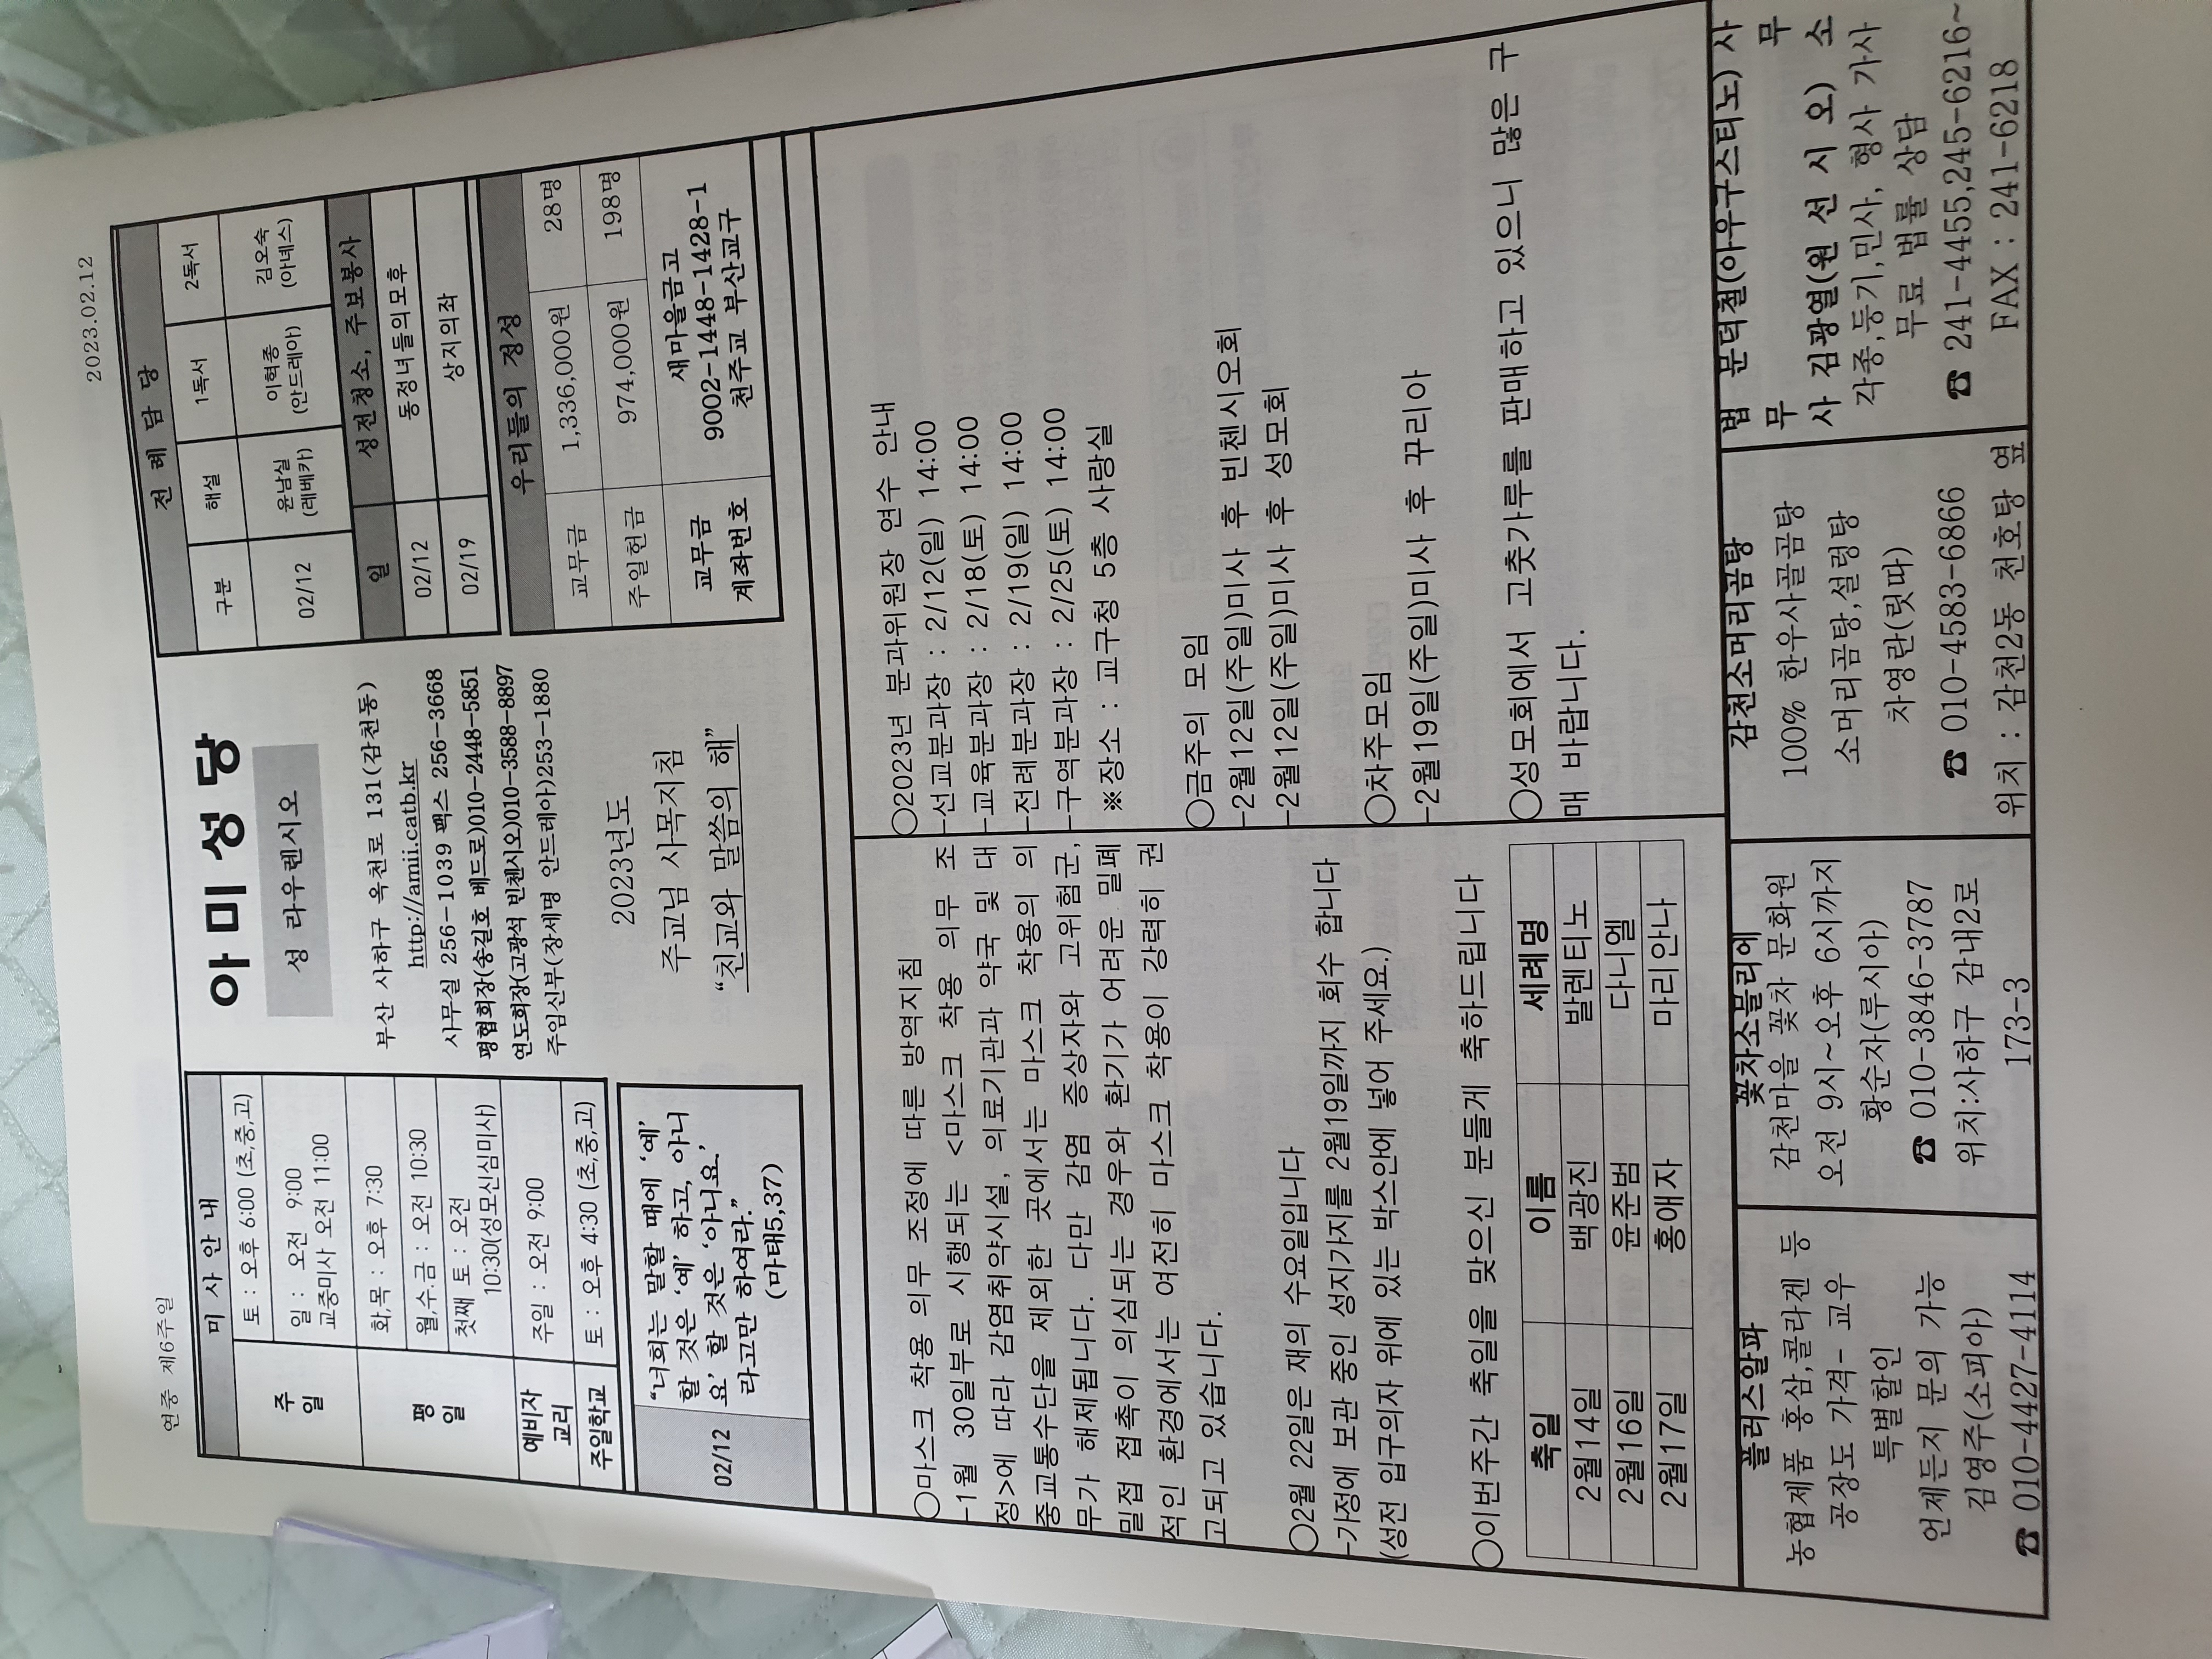 연중 제6주일
2023.02.12
미 사 안 내
주일
토 : 오후 6:00 (초,중,고)
일 : 오전 9:00
교중미사 오전 11:00
평일
화,목 : 오후 7:30
월,수,금 : 오전 10:30
첫째 토 : 오전
10:30(성모신심미사)
예비자
교리
주일 : 오전 9:00
주일학교
토 : 오후 4:30 (초,중,고)
02/12
“너희는 말할 때에 ‘예’
할 것은 ‘예’ 하고, 아니
요’ 할 것은 ‘아니요.’
라고만 하여라.”
(마태5,37)
아미성당
성 라우렌시오
부산 사하구 옥천로 131(감천동)
http://amii.catb.kr
사무실 256-1039 팩스 256-3668
평협회장(송길호 베드로)010-2448-5851
연도회장(고광석 빈첸시오)010-3588-8897
주임신부(장세명 안드레아)253-1880
2023년도
주교님 사목지침
“친교와 말씀의 해”
전 례 담 당
구분 해설 1독서 2독서
02/12 윤남실 이혁종 김오숙
(레베카) (안드레아) (아녜스)
일 성전청소, 주보봉사
02/12 동정녀들의모후
02/19 상지의좌
우리들의 정성
교무금 1,336,000원 28명
주일헌금 974,000원 198명
교무금
계좌번호
새마을금고
9002-1448-1428-1
천주교 부산교구
○마스크 착용 의무 조정에 따른 방역지침
-1월 30일부로 시행되는 <마스크 착용 의무 조
정>에 따라 감염취약시설, 의료기관과 약국 및 대
중교통수단을 제외한 곳에서는 마스크 착용의 의
무가 해제됩니다. 다만 감염 증상자와 고위험군,
밀접 접촉이 의심되는 경우와 환기가 어려운 밀폐
적인 환경에서는 여전히 마스크 착용이 강력히 권
고되고 있습니다.
○2월 22일은 재의 수요일입니다
-가정에 보관 중인 성지가지를 2월19일까지 회수 합니다
(성전 입구의자 위에 있는 박스안에 넣어 주세요.)
○이번주간 축일을 맞으신 분들게 축하드립니다
축일 이름 세례명
2월14일 백광진 발렌티노
2월16일 윤준범 다니엘
2월17일 홍애자 마리안나
○2023년 분과위원장 연수 안내
-선교분과장 : 2/12(일) 14:00
-교육분과장 : 2/18(토) 14:00
-전례분과장 : 2/19(일) 14:00
-구역분과장 : 2/25(토) 14:00
※장소 : 교구청 5층 사랑실
○금주의 모임
-2월12일(주일)미사 후 빈첸시오회
-2월12일(주일)미사 후 성모회
○차주모임
-2월19일(주일)미사 후 꾸리아
○성모회에서 고춧가루를 판매하고 있으니 많은 구
매 바랍니다.
플러스알파
농협제품 홍삼,콜라겐 등
공장도 가격- 교우
특별할인
언제든지 문의 가능
김영주(소피아)
☎ 010-4427-4114
꽃차소믈리에
감천마을 꽃차 문화원
오전 9시~오후 6시까지
황순자(루시아)
☎ 010-3846-3787
위치:사하구 감내2로
173-3
감천소머리곰탕
100% 한우사골곰탕
소머리곰탕,설렁탕
차영란(릿따)
☎ 010-4583-6866
위치 : 감천2동 천호탕 옆
법 문덕철(아우구스티노) 사
무 무
사 김광열(원 선 시 오) 소
각종,등기,민사, 형사 가사
무료 법률 상담
☎ 241-4455,245-6216~
FAX : 241-6218